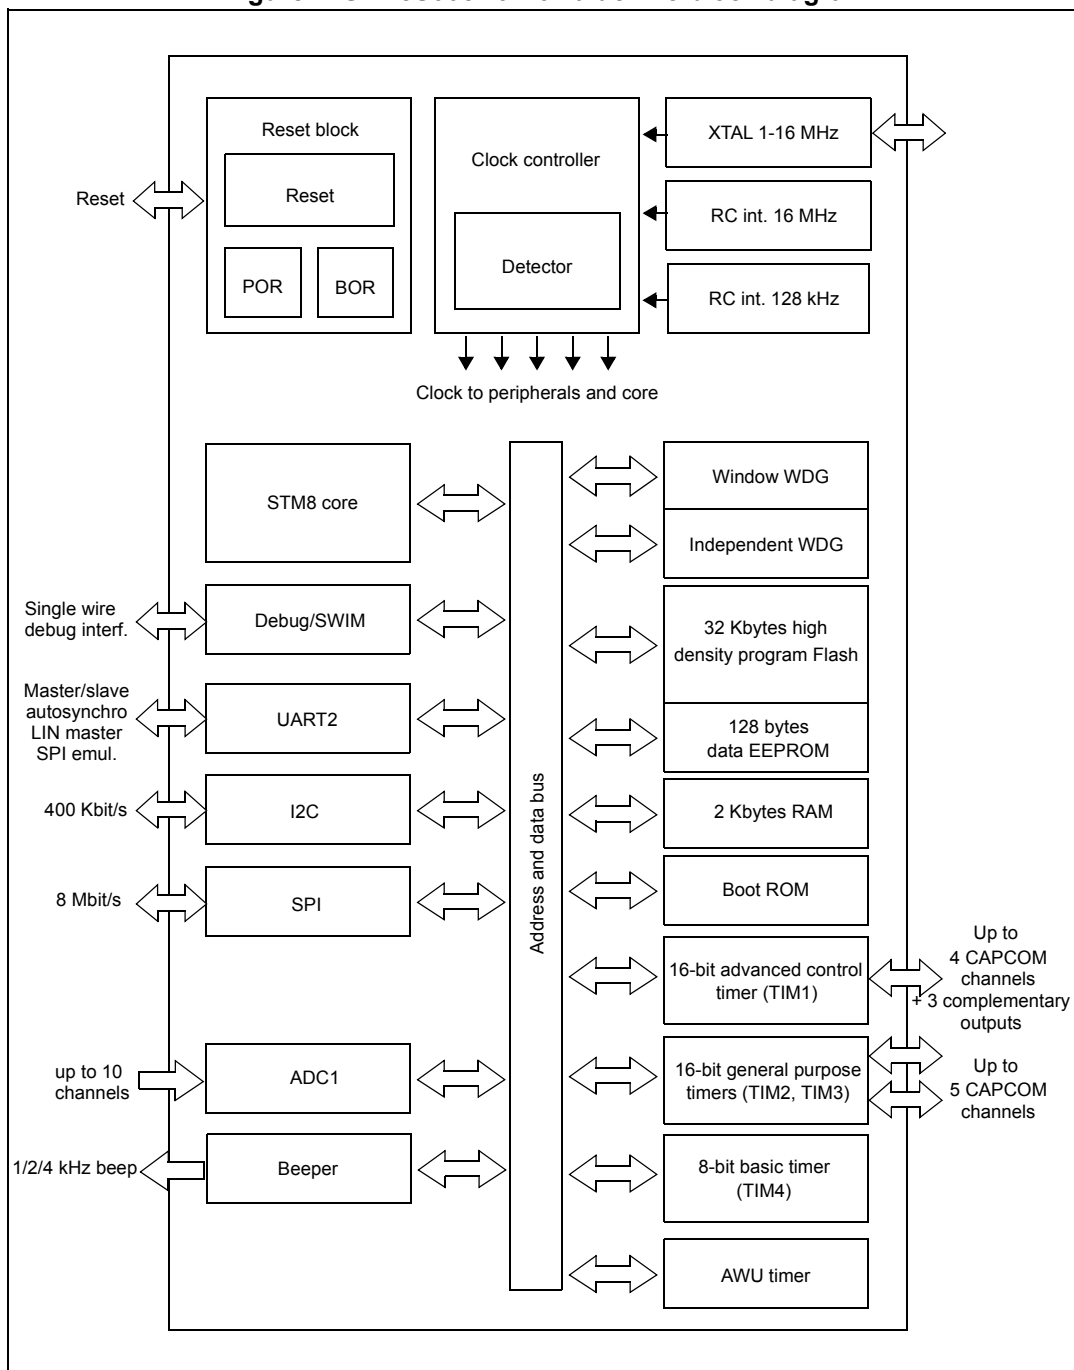 Reset block
Reset
POR
BOR
Reset
Clock controller
Detector
XTAL 1-16 MHz
RC int. 16 MHz
RC int. 128 kHz
Clock to peripherals and core
STM8 core
Single wire
debug interf.
Debug/SWIM
Master/slave
autosynchro
LIN master
SPI emul.
UART2
400 Kbit/s
I2C
8 Mbit/s
SPI
up to 10
channels
ADC1
1/2/4 kHz beep
Beeper
Address and data bus
Window WDG
Independent WDG
32 Kbytes high
density program Flash
128 bytes
data EEPROM
2 Kbytes RAM
Boot ROM
16-bit advanced control
timer (TIM1)
Up to
4 CAPCOM
channels
+ 3 complementary
outputs
16-bit general purpose
timers (TIM2, TIM3)
Up to
5 CAPCOM
channels
8-bit basic timer
(TIM4)
AWU timer